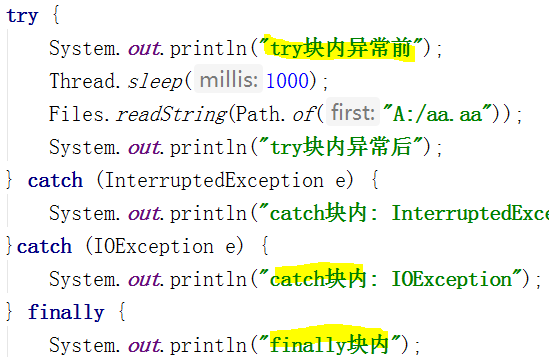 try {
System.out.println("try块内异常前");
Thread.sleep( millis: 1000);
Files.readString(Path.of( first: "A:/aa.aa"));
System.out.println("try块内异常后");
} catch (InterruptedException e) {
System.out.println("catch块内: InterruptedExce
}catch (IOException e) {
System.out.println("catch块内: IOException");
} finally {
System.out.println("finally块内");